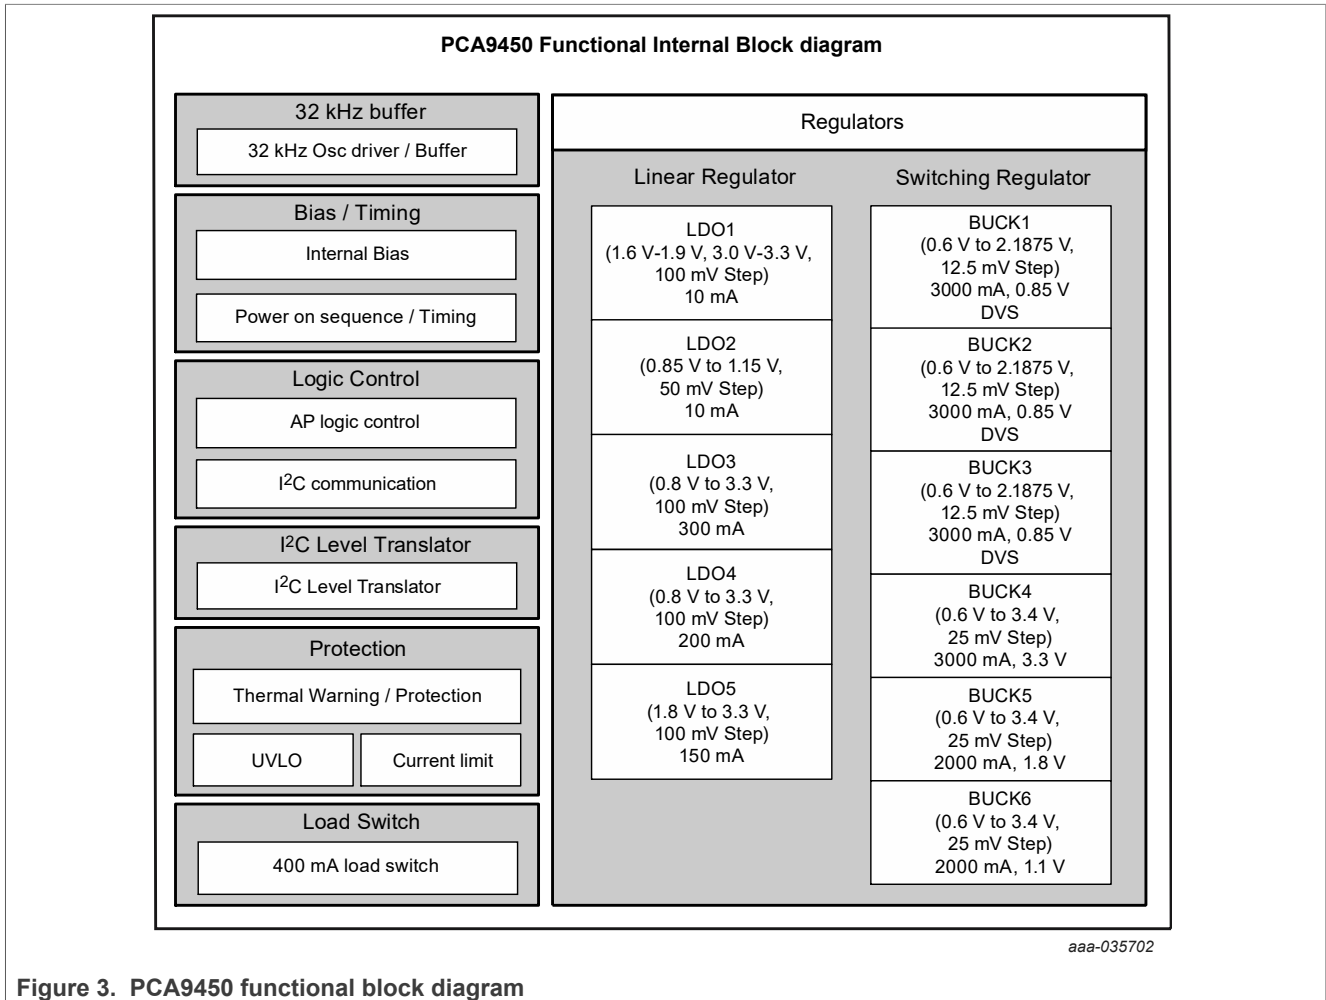 PCA9450 Functional Internal Block diagram
32 kHz buffer
32 kHz Osc driver / Buffer
Bias / Timing
Internal Bias
Power on sequence / Timing
Logic Control
AP logic control
I²C communication
I²C Level Translator
I²C Level Translator
Protection
Thermal Warning / Protection
UVLO
Current limit
Load Switch
400 mA load switch
Regulators
Linear Regulator
LDO1
(1.6 V-1.9 V, 3.0 V-3.3 V,
100 mV Step)
10 mA
LDO2
(0.85 V to 1.15 V,
50 mV Step)
10 mA
LDO3
(0.8 V to 3.3 V,
100 mV Step)
300 mA
LDO4
(0.8 V to 3.3 V,
100 mV Step)
200 mA
LDO5
(1.8 V to 3.3 V,
100 mV Step)
150 mA
Switching Regulator
BUCK1
(0.6 V to 2.1875 V,
12.5 mV Step)
3000 mA, 0.85 V
DVS
BUCK2
(0.6 V to 2.1875 V,
12.5 mV Step)
3000 mA, 0.85 V
DVS
BUCK3
(0.6 V to 2.1875 V,
12.5 mV Step)
3000 mA, 0.85 V
DVS
BUCK4
(0.6 V to 3.4 V,
25 mV Step)
3000 mA, 3.3 V
BUCK5
(0.6 V to 3.4 V,
25 mV Step)
2000 mA, 1.8 V
BUCK6
(0.6 V to 3.4 V,
25 mV Step)
2000 mA, 1.1 V
aaa-035702
Figure 3. PCA9450 functional block diagram